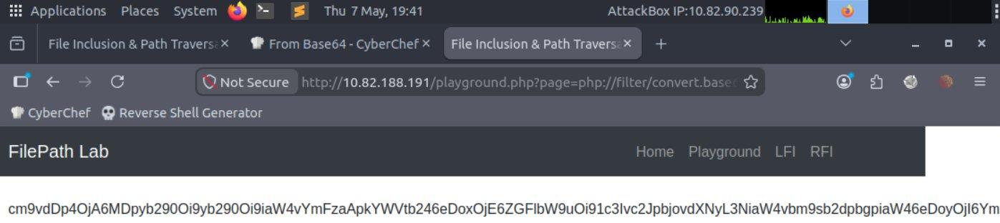 Applications Places System Thu 7 May, 19:41 AttackBox IP:10.82.90.239
File Inclusion & Path Travers From Base64 - CyberChef File Inclusion & Path Travers
Not Secure http://10.82.188.191/playground.php?page=php://filter/convert.base
CyberChef Reverse Shell Generator
FilePath Lab Home Playground LFI RFI
cm9vdDp4OjA6MDpyb290Oi9yb290Oi9iaW4vYmFzaApkYWVtb246eDoxOjE6ZGFlbW9uOi91c3Ivc2JpbjovdXNyL3NiaW4vbm9sb2dpbgpiaW46eDoyOjI6Ym